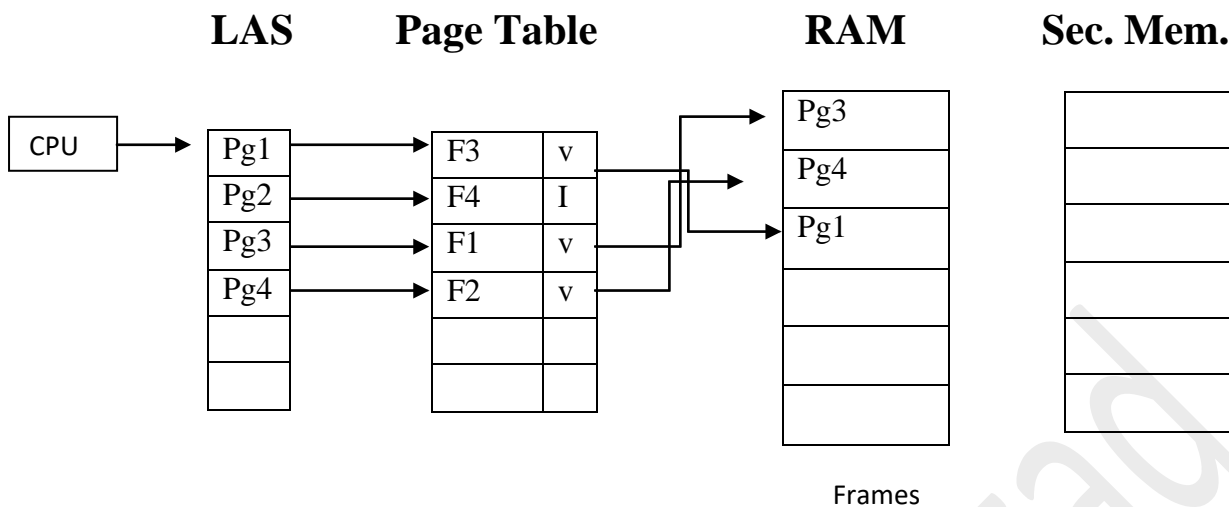 LAS Page Table RAM Sec. Mem.
CPU
Pg1 F3 v
Pg2 F4 I
Pg3 F1 v
Pg4 F2 v
Pg3
Pg4
Pg1
Frames